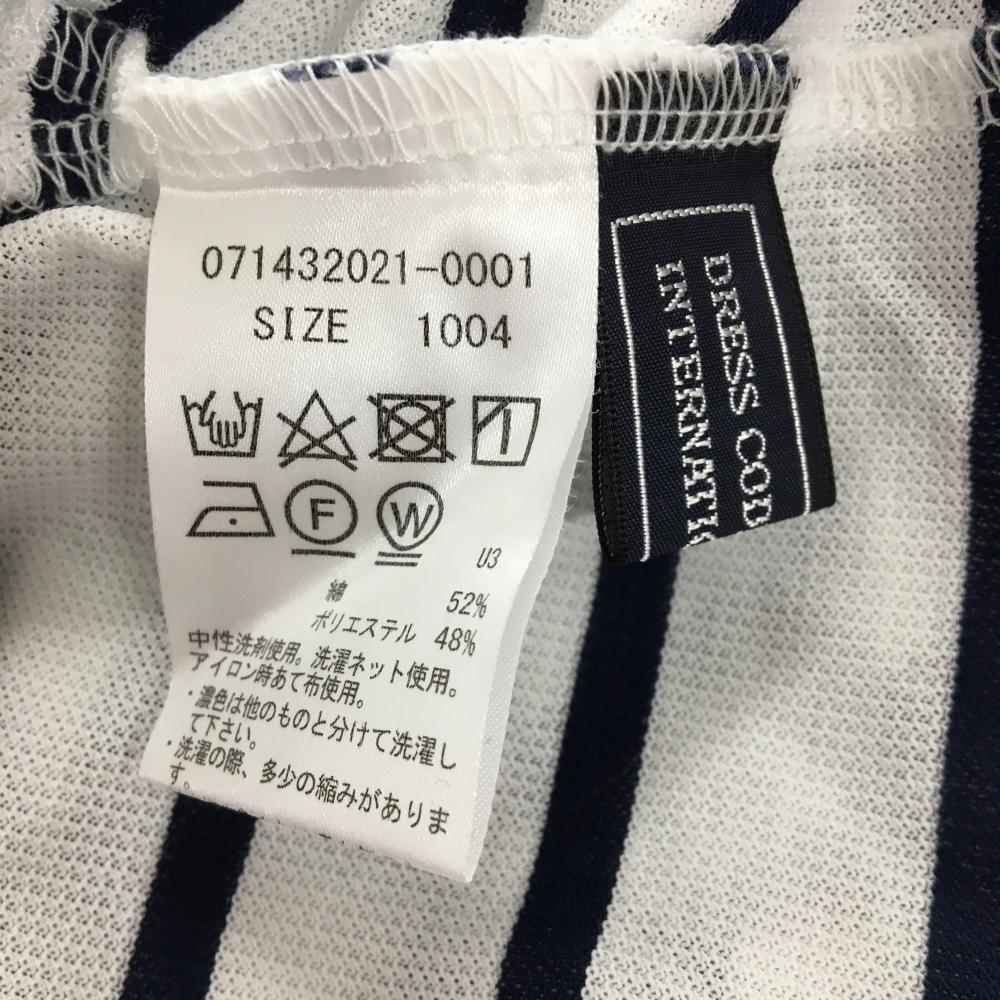 071432021-0001
SIZE 1004
F W
U3
綿 52%
ポリエステル 48%
中性洗剤使用。洗濯ネット使用。
アイロン時あて布使用。
・濃色は他のものと分けて洗濯し
て下さい。
・洗濯の際、多少の縮みがありま
す。
DRESS COD
INTERNATIO